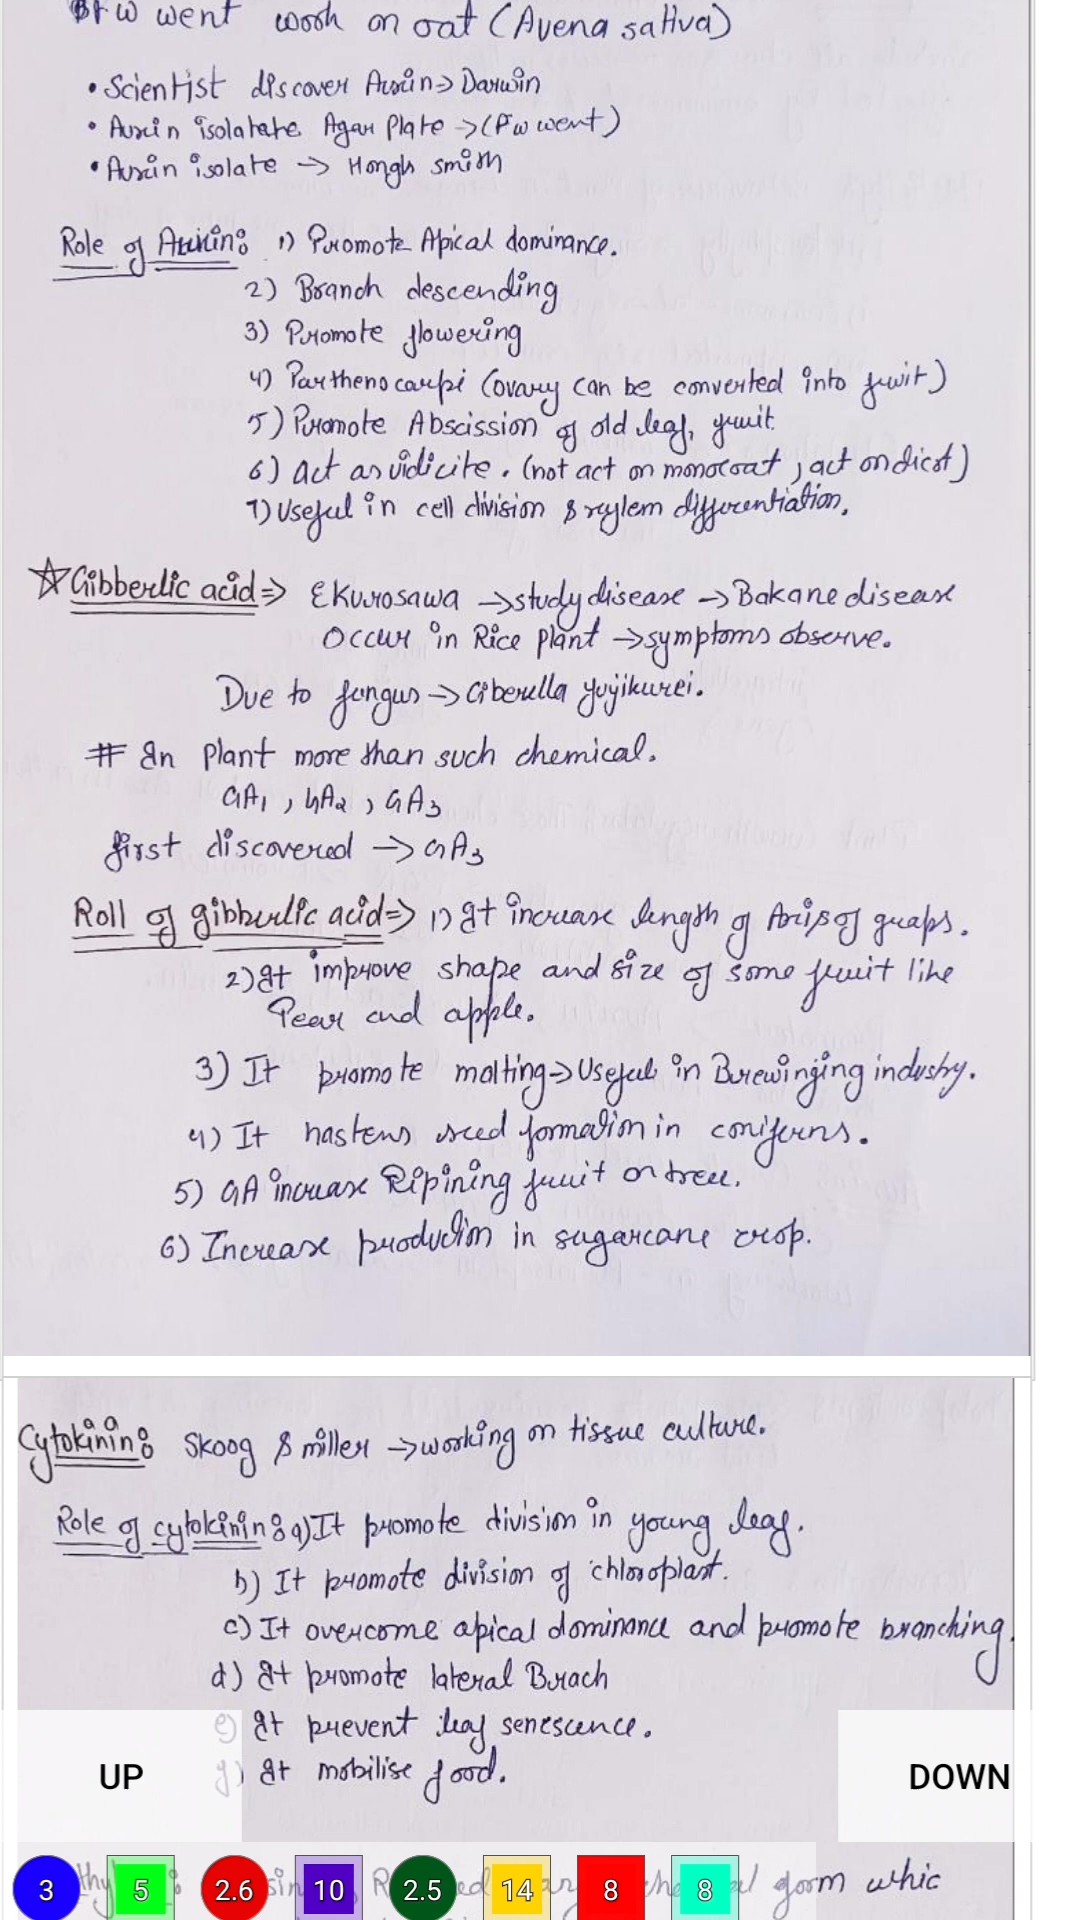 FW went work on oat (Avena sativa)
• Scientist discover Auxin => Darwin
• Auxin isolatate Agar Plate -> (F.w went)
• Auxin isolate -> Hongh smith
Role of Auxin: 1) Promote Apical dominance.
2) Branch descending
3) Promote flowering
4) Parthenocarpi (ovary can be converted into fruit)
5) Promote Abscission of old leaf, fruit.
6) act as vidicite. (not act on monocoat, act on dicot)
7) Useful in cell division & xylem differentiation.
☆ Gibberlic acid => E Kurosawa -> study disease -> Bakane disease
Occur in Rice Plant -> symptoms observe.
Due to fungus -> Giberella fujikurei.
# In Plant more than such chemical.
GA1, GA2, GA3
first discovered -> GA3
Roll of gibberlic acid => 1) It increase length of Axis of graps.
2) It improve shape and size of some fruit like
Pear and apple.
3) It promote malting -> Useful in Brewinging industry.
4) It hastens seed formation in coniferns.
5) GA increase Ripining fruit on tree.
6) Increase production in sugarcane crop.
Cytokinin: Skoog & miller -> working on tissue culture.
Role of cytokinin: a) It promote division in young leaf.
b) It promote division of chloroplast.
c) It overcome apical dominance and promote branching.
d) It promote lateral Brach
e) It prevent leaf senescence.
f) It mobilise food.
UP DOWN
3 5 2.6 10 2.5 14 8 8
form whic